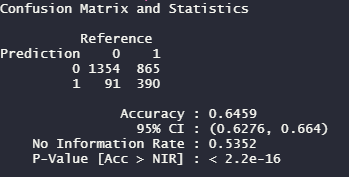 Confusion Matrix and Statistics
Reference
Prediction 0 1
0 1354 865
1 91 390
Accuracy : 0.6459
95% CI : (0.6276, 0.664)
No Information Rate : 0.5352
P-Value [Acc > NIR] : < 2.2e-16